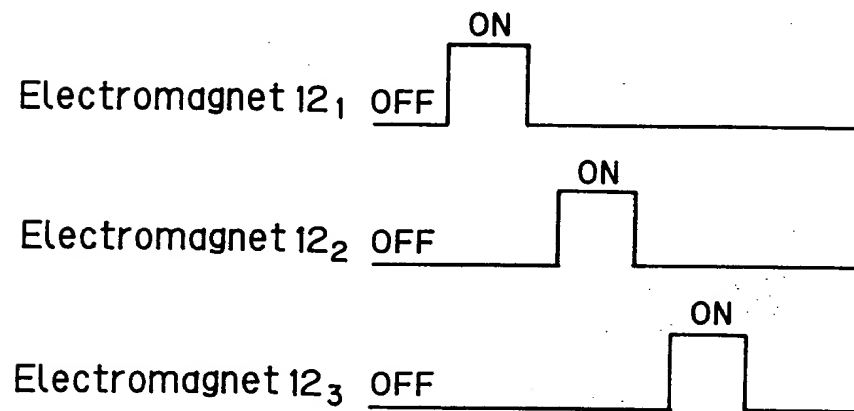 ON
Electromagnet 12₁ OFF
ON
Electromagnet 12₂ OFF
ON
Electromagnet 12₃ OFF